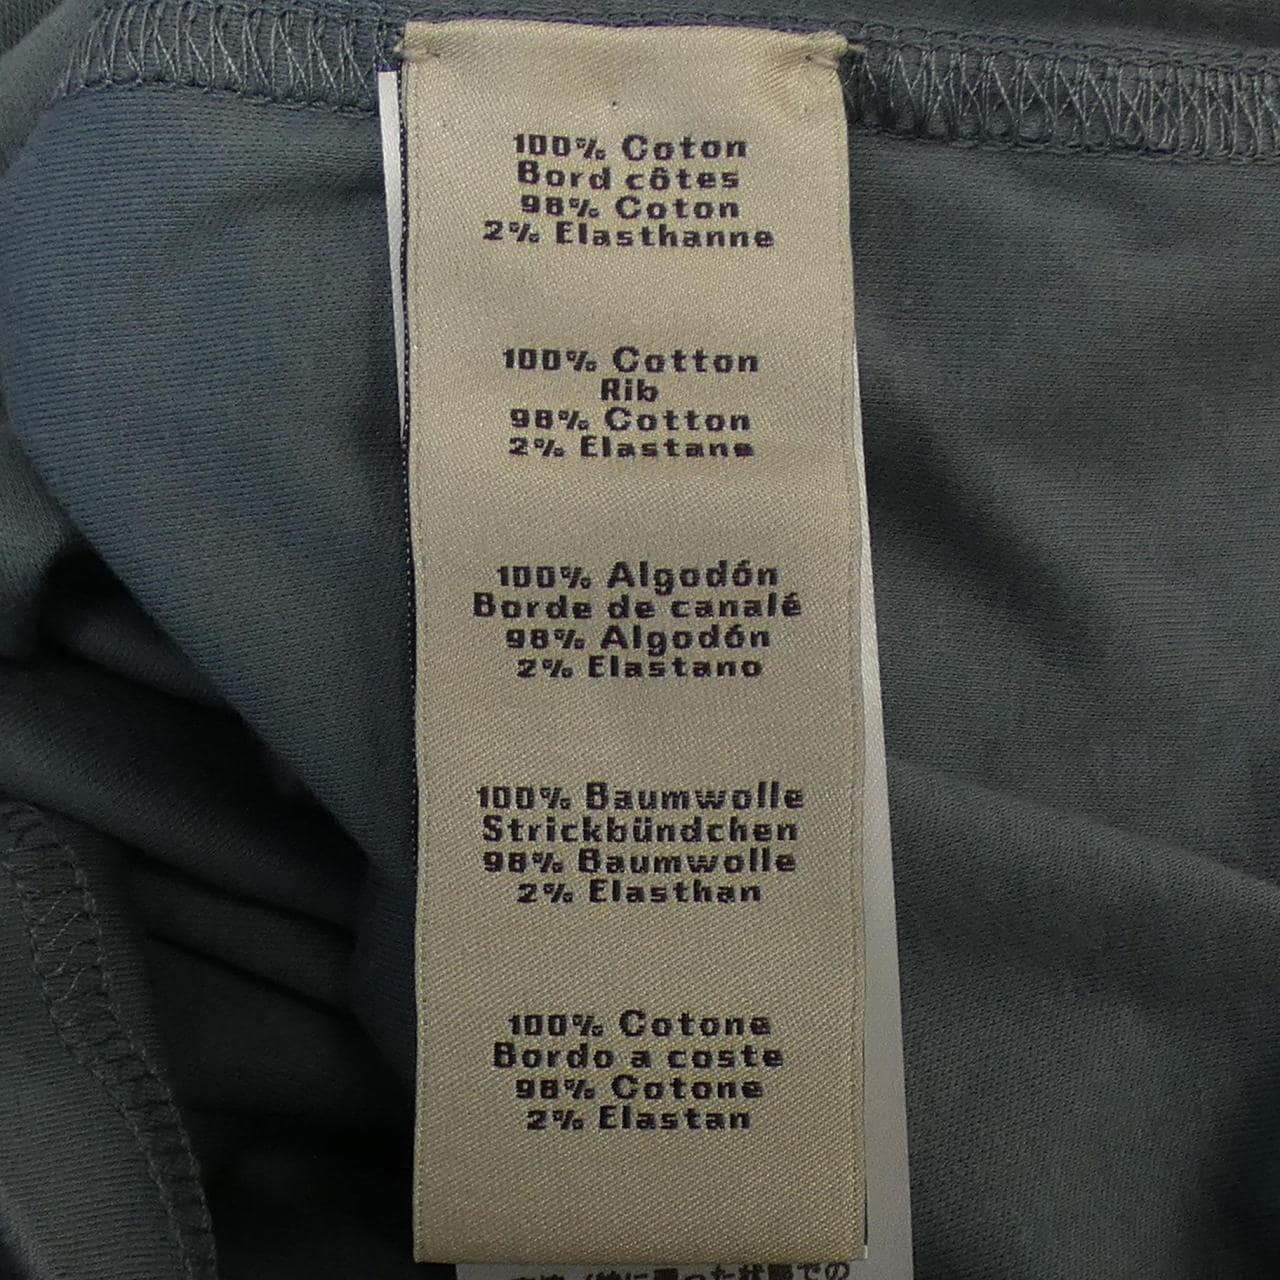 100% Coton
Bord côtes
98% Coton
2% Elasthanne
100% Cotton
Rib
98% Cotton
2% Elastane
100% Algodón
Borde de canalé
98% Algodón
2% Elastano
100% Baumwolle
Strickbündchen
98% Baumwolle
2% Elasthan
100% Cotone
Bordo a coste
98% Cotone
2% Elastan